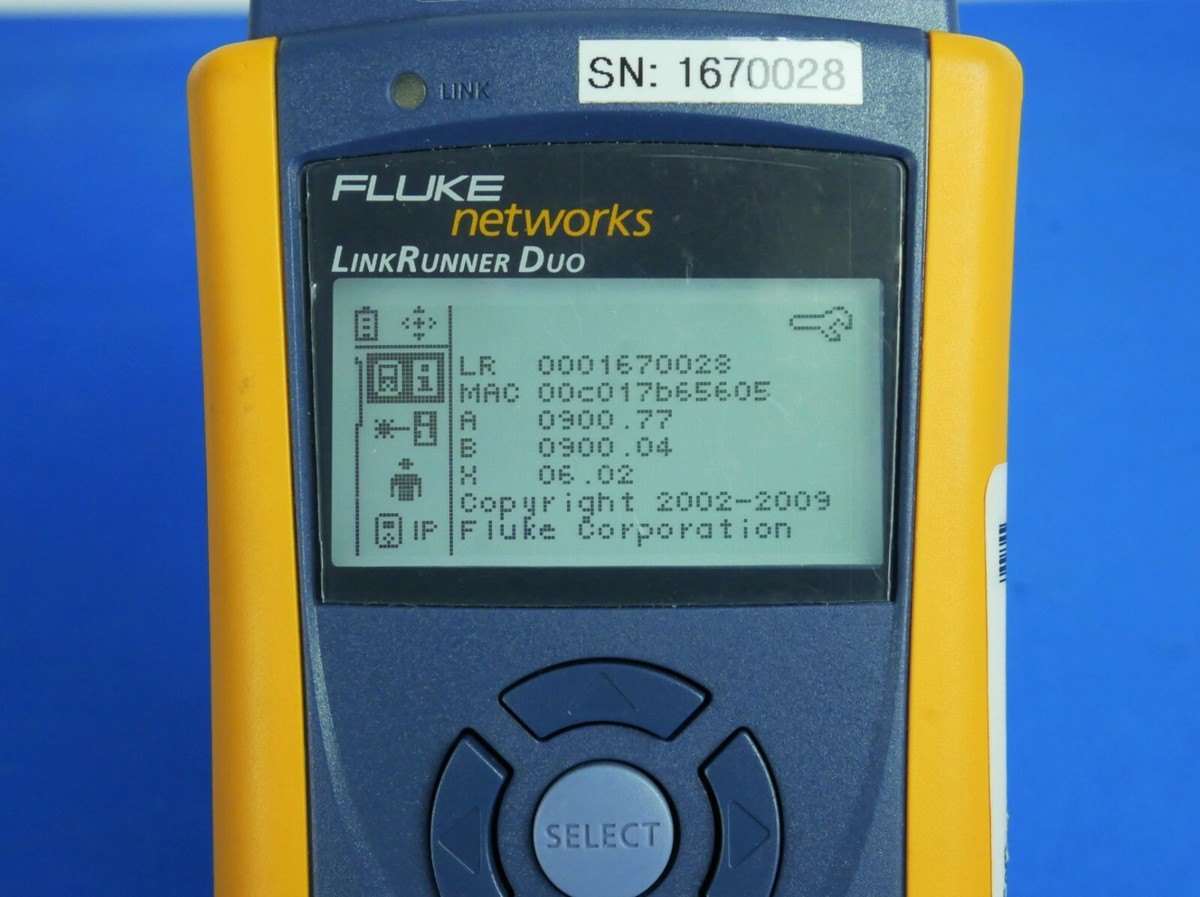 LINK
SN: 1670028
FLUKE
networks
LINKRUNNER DUO
LR 0001670028
MAC 00c017b65605
A 0900.77
B 0900.04
X 06.02
Copyright 2002-2009
IP
Fluke Corporation
SELECT